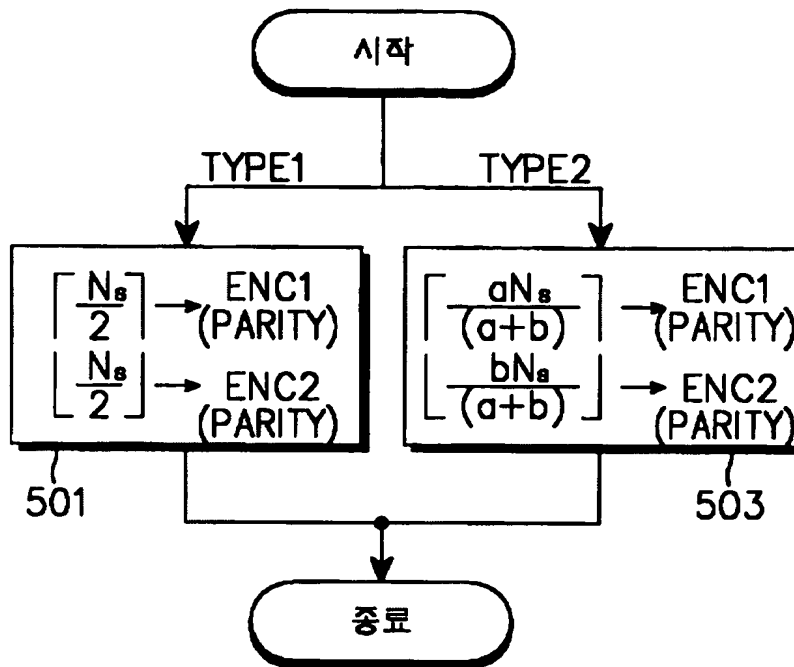 시작
TYPE1
TYPE2
⌈ Ns/2 ⌉ → ENC1
(PARITY)
⌊ Ns/2 ⌋ → ENC2
(PARITY)
501
⌈ aNs/(a+b) ⌉ → ENC1
(PARITY)
⌊ bNs/(a+b) ⌋ → ENC2
(PARITY)
503
종료